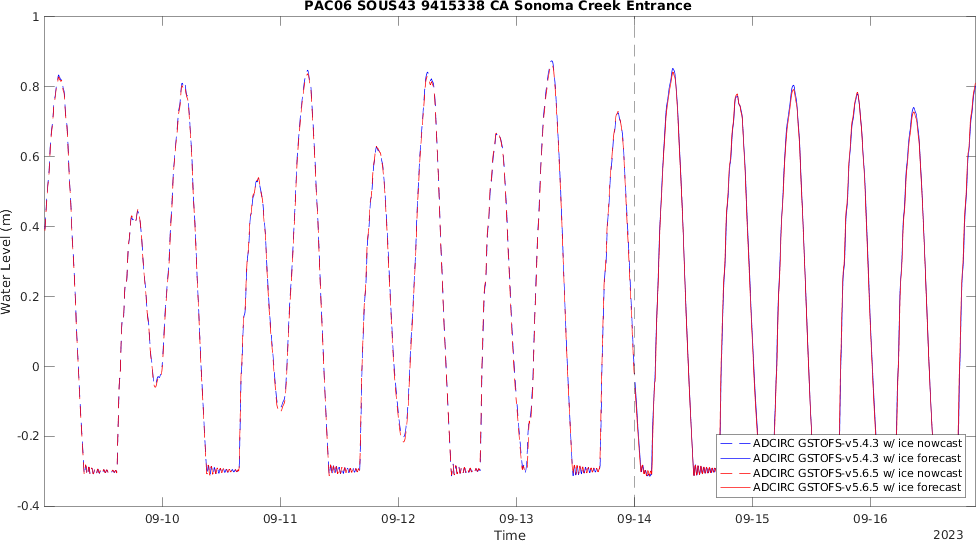 PAC06 SOUS43 9415338 CA Sonoma Creek Entrance
1
0.8
0.6
0.4
0.2
0
-0.2
-0.4
Water Level (m)
ADCIRC GSTOFS-v5.4.3 w/ ice nowcast
ADCIRC GSTOFS-v5.4.3 w/ ice forecast
ADCIRC GSTOFS-v5.6.5 w/ ice nowcast
ADCIRC GSTOFS-v5.6.5 w/ ice forecast
09-10 09-11 09-12 09-13 09-14 09-15 09-16
Time
2023